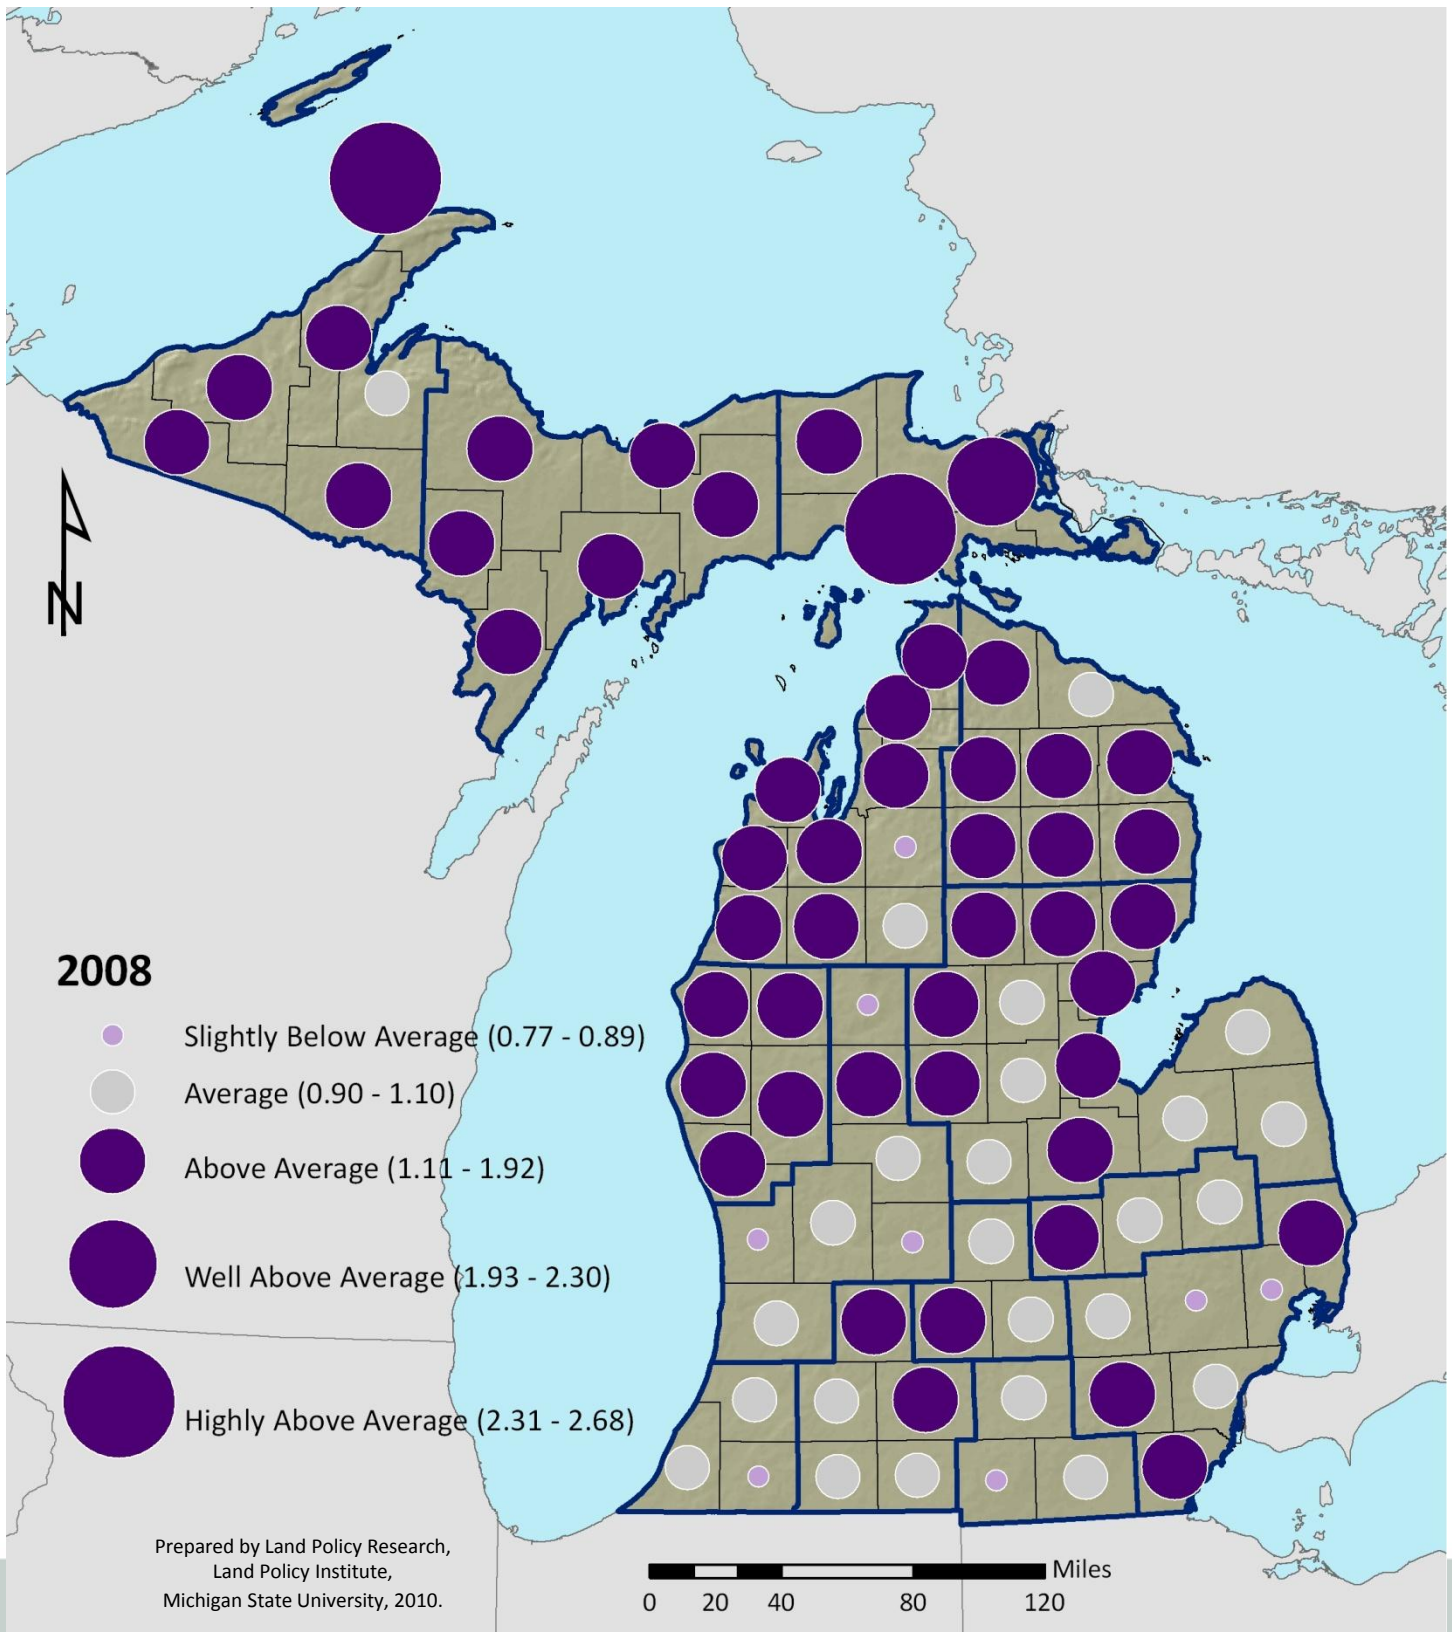 N
2008
Slightly Below Average (0.77 - 0.89)
Average (0.90 - 1.10)
Above Average (1.11 - 1.92)
Well Above Average (1.93 - 2.30)
Highly Above Average (2.31 - 2.68)
Prepared by Land Policy Research,
Land Policy Institute,
Michigan State University, 2010.
Miles
0 20 40 80 120